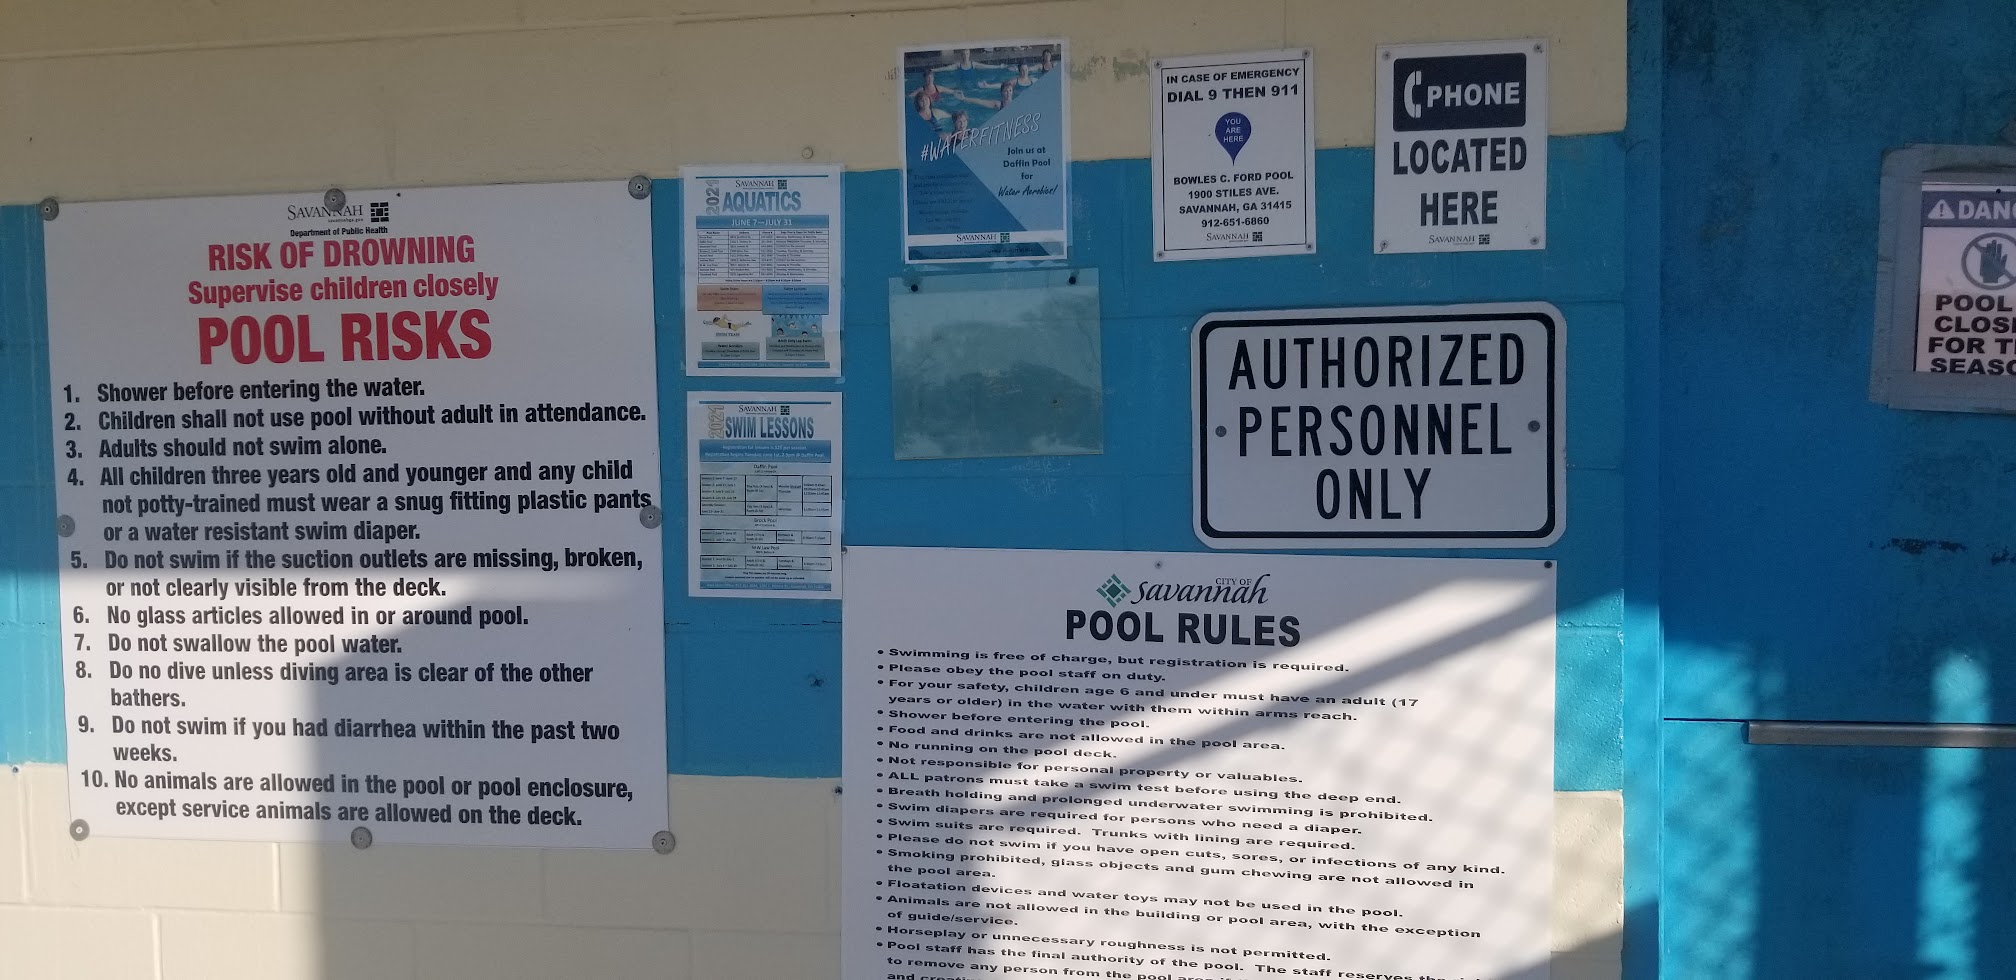 SAVANNAH
savannahga.gov
Department of Public Health
RISK OF DROWNING
Supervise children closely
POOL RISKS
1. Shower before entering the water.
2. Children shall not use pool without adult in attendance.
3. Adults should not swim alone.
4. All children three years old and younger and any child
not potty-trained must wear a snug fitting plastic pants
or a water resistant swim diaper.
5. Do not swim if the suction outlets are missing, broken,
or not clearly visible from the deck.
6. No glass articles allowed in or around pool.
7. Do not swallow the pool water.
8. Do no dive unless diving area is clear of the other
bathers.
9. Do not swim if you had diarrhea within the past two
weeks.
10. No animals are allowed in the pool or pool enclosure,
except service animals are allowed on the deck.
SAVANNAH
2021
AQUATICS
JUNE 7—JULY 31
SAVANNAH
2021
SWIM LESSONS
Daffin Pool
#WATERFITNESS
Join us at
Daffin Pool
for
Water Aerobics!
SAVANNAH
IN CASE OF EMERGENCY
DIAL 9 THEN 911
YOU
ARE
HERE
BOWLES C. FORD POOL
1900 STILES AVE.
SAVANNAH, GA 31415
912-651-6860
SAVANNAH
PHONE
LOCATED
HERE
SAVANNAH
AUTHORIZED
PERSONNEL
ONLY
CITY OF
Savannah
POOL RULES
• Swimming is free of charge, but registration is required.
• Please obey the pool staff on duty.
• For your safety, children age 6 and under must have an adult (17
years or older) in the water with them within arms reach.
• Shower before entering the pool.
• Food and drinks are not allowed in the pool area.
• No running on the pool deck.
• Not responsible for personal property or valuables.
• ALL patrons must take a swim test before using the deep end.
• Breath holding and prolonged underwater swimming is prohibited.
• Swim diapers are required for persons who need a diaper.
• Swim suits are required. Trunks with lining are required.
• Please do not swim if you have open cuts, sores, or infections of any kind.
• Smoking prohibited, glass objects and gum chewing are not allowed in
the pool area.
• Floatation devices and water toys may not be used in the pool.
• Animals are not allowed in the building or pool area, with the exception
of guide/service.
• Horseplay or unnecessary roughness is not permitted.
• Pool staff has the final authority of the pool. The staff reserves the
to remove any person from the pool area
DANG
POOL
CLOS
FOR T
SEASO